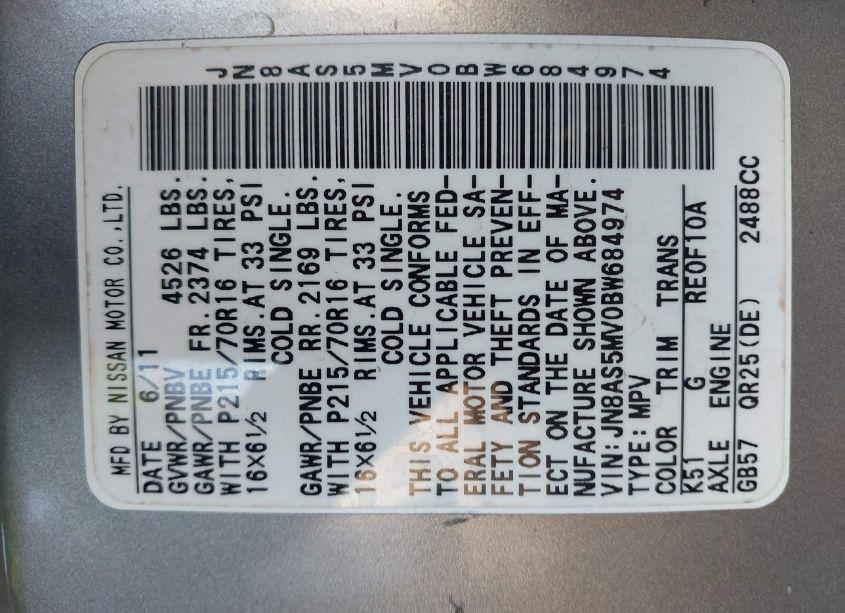 MFD BY NISSAN MOTOR CO.,LTD.
DATE 6/11
GVWR/PNBV 4526 LBS.
GAWR/PNBE FR. 2374 LBS.
WITH P215/70R16 TIRES,
16X6 1/2 RIMS.AT 33 PSI
COLD SINGLE.
GAWR/PNBE RR. 2169 LBS.
WITH P215/70R16 TIRES,
16X6 1/2 RIMS.AT 33 PSI
COLD SINGLE.
THIS VEHICLE CONFORMS
TO ALL APPLICABLE FED-
ERAL MOTOR VEHICLE SA-
FETY AND THEFT PREVEN-
TION STANDARDS IN EFF-
ECT ON THE DATE OF MA-
NUFACTURE SHOWN ABOVE.
VIN:JN8AS5MV0BW684974
TYPE:MPV
COLOR TRIM TRANS
K51 G RE0F10A
AXLE ENGINE
GB57 QR25(DE) 2488CC
JN8AS5MV0BW684974